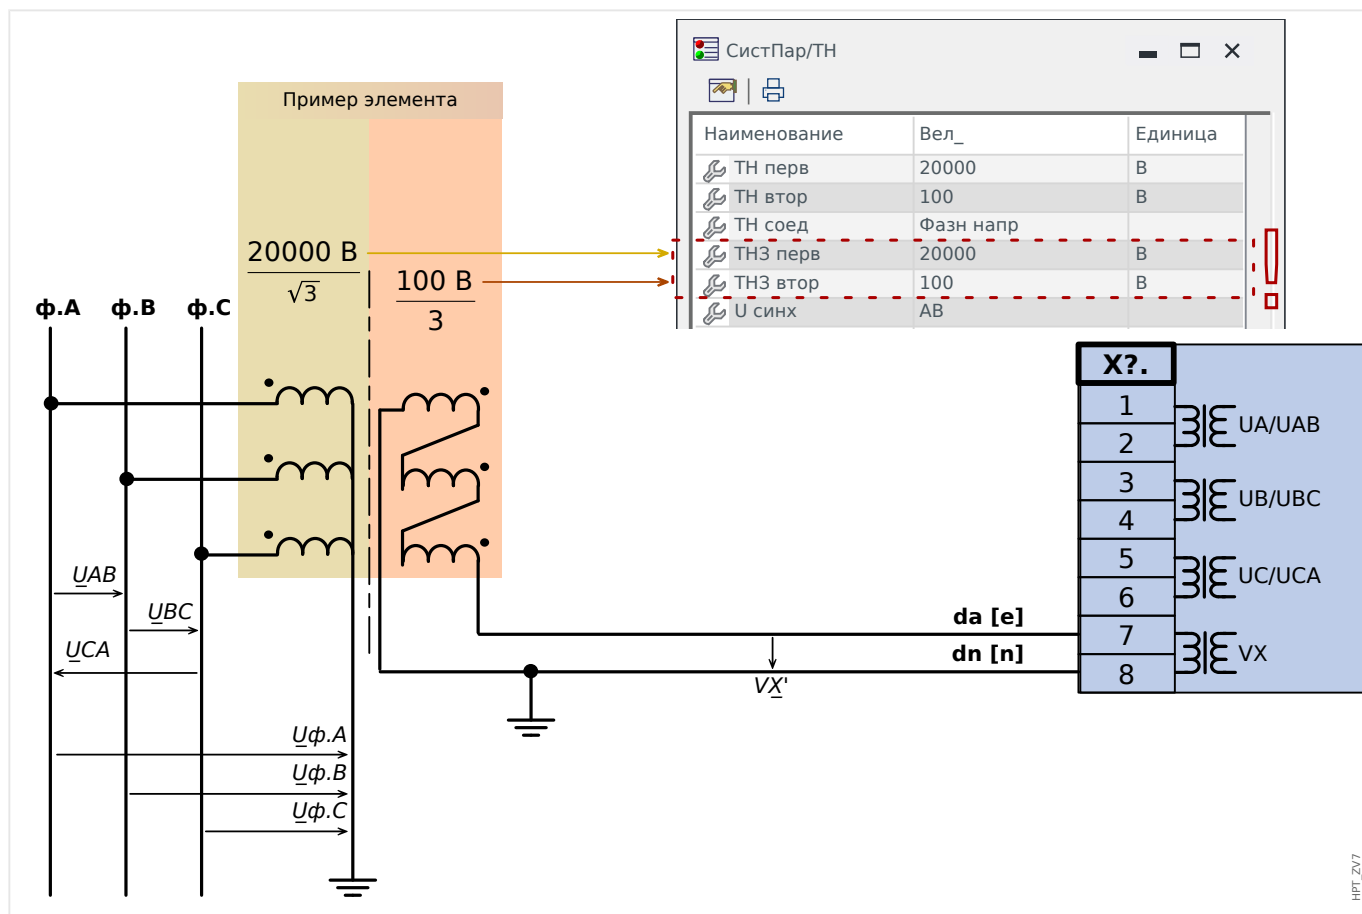 СистПар/ТН
Пример элемента
Наименование Вел_ Единица
ТН перв 20000 В
ТН втор 100 В
ТН соед Фазн напр
ТНЗ перв 20000 В
ТНЗ втор 100 В
U синх АВ
20000 В
√3
100 В
3
ф.А ф.В ф.С
X?.
1
2
3
4
5
6
7
8
UA/UAB
UB/UBC
UC/UCA
VX
UAB
UBC
UCA
da [e]
dn [n]
VX'
Uф.А
Uф.В
Uф.С
HPT_ZV7